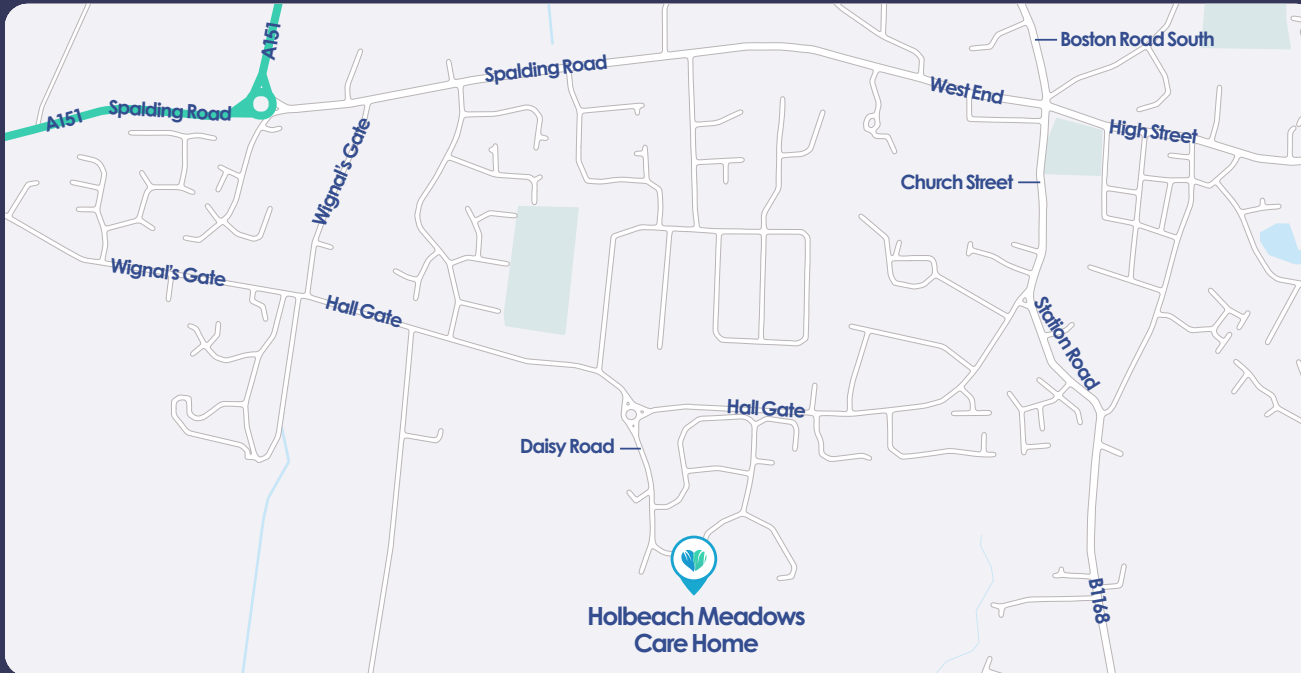 A151
Boston Road South
Spalding Road
West End
Spalding Road
A151
High Street
Wignal's Gate
Church Street
Wignal's Gate
Hall Gate
Station Road
Hall Gate
Daisy Road
B1168
Holbeach Meadows
Care Home